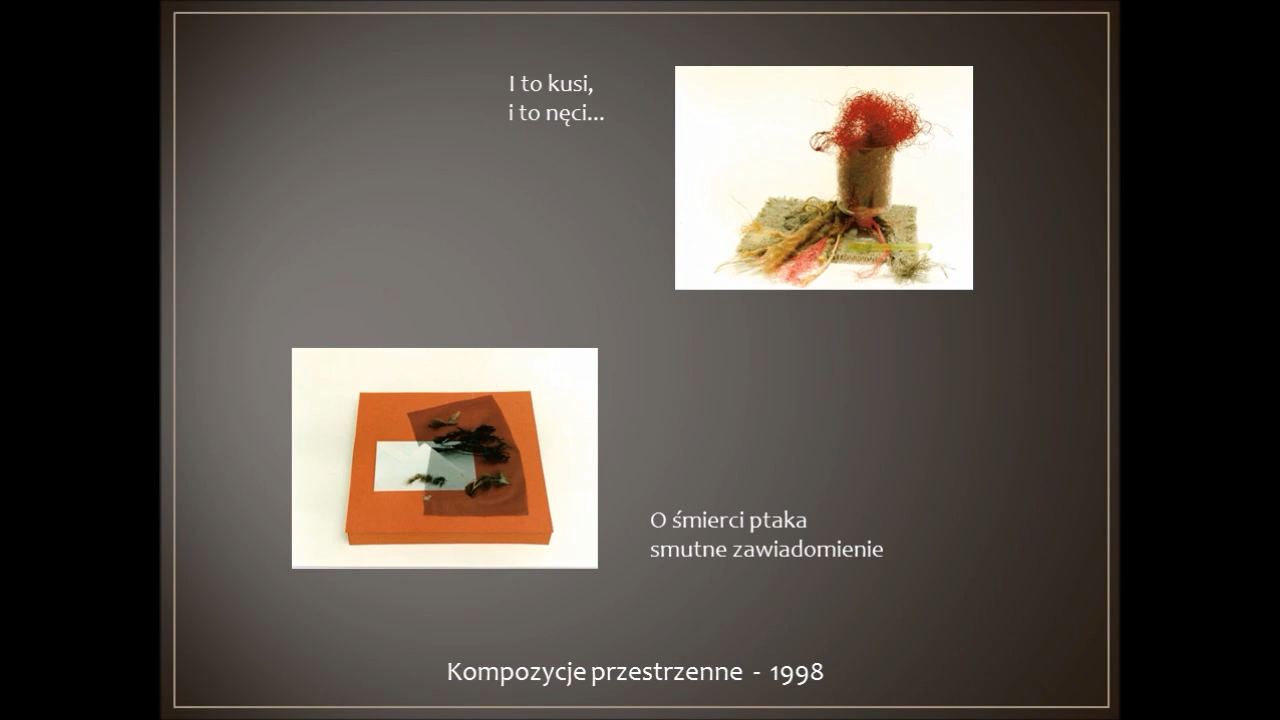 I to kusi,
i to nęci...
O śmierci ptaka
smutne zawiadomienie
Kompozycje przestrzenne - 1998